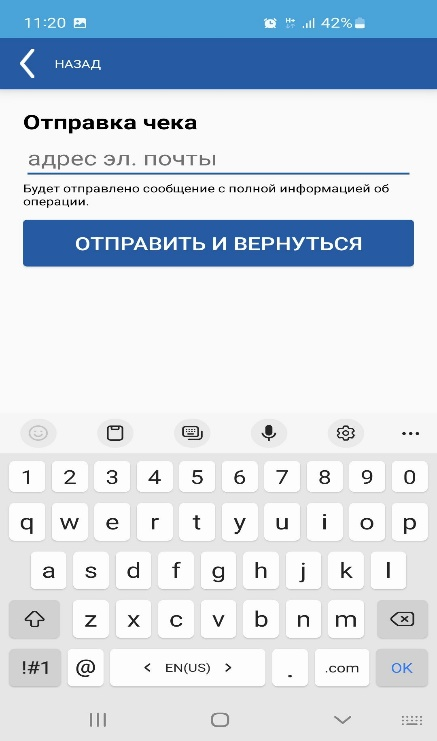 11:20 42%
НАЗАД
Отправка чека
адрес эл. почты
Будет отправлено сообщение с полной информацией об
операции.
ОТПРАВИТЬ И ВЕРНУТЬСЯ
1 2 3 4 5 6 7 8 9 0
q w e r t y u i o p
a s d f g h j k l
z x c v b n m
!#1 @ < EN(US) > . .com OK